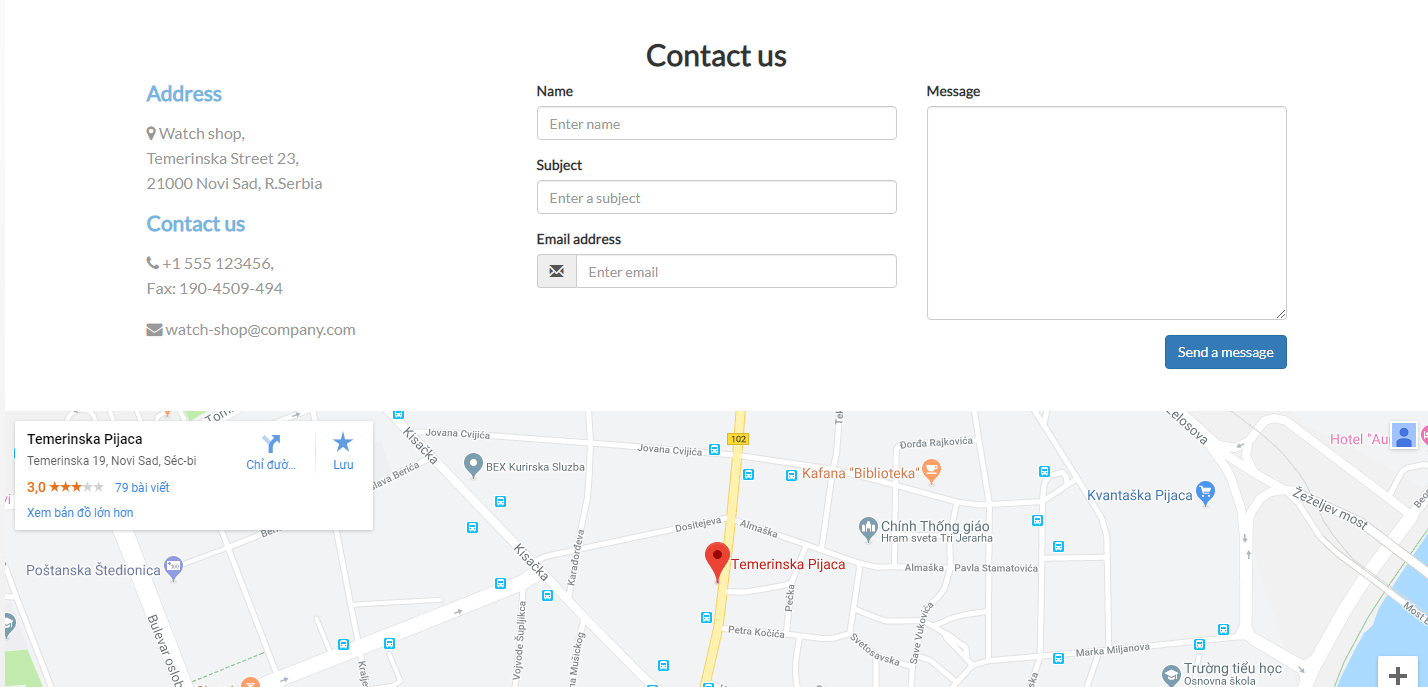 Contact us
Address
Watch shop,
Temerinska Street 23,
21000 Novi Sad, R.Serbia
Contact us
+1 555 123456,
Fax: 190-4509-494
watch-shop@company.com
Name
Enter name
Subject
Enter a subject
Email address
Enter email
Message
Send a message
Temerinska Pijaca
Temerinska 19, Novi Sad, Séc-bi
3,0
79 bài viết
Xem bản đồ lớn hơn
Chỉ đườ...
Lưu
Jovana Cvijića
Kisačka
BEX Kurirska Sluzba
102
Jovana Cvijića
Đorđa Rajkovića
Kafana "Biblioteka"
Kvantaška Pijaca
Hotel "Au
Žeželjev most
Dositejeva
Almaška
Chính Thống giáo
Hram sveta Tri Jerarha
Kisačka
Karađorđeva
Temerinska Pijaca
Almaška
Pavla Stamatovića
Poštanska Štedionica
Pečka
Petra Kočića
Bulevar oslob
Vojvode Šupljikca
Svetosavska
Save Vukovića
Marka Miljanova
Trường tiểu học
Osnovna škola